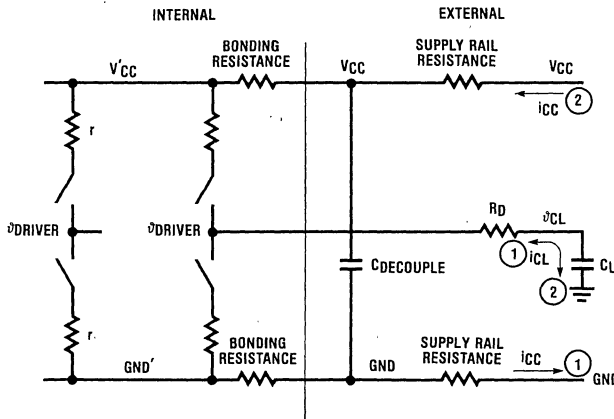 INTERNAL
EXTERNAL
BONDING
RESISTANCE
SUPPLY RAIL
RESISTANCE
V'CC
VCC
VCC
iCC
2
r
RD
ϑCL
ϑDRIVER
ϑDRIVER
1
iCL
CL
CDECOUPLE
2
r
BONDING
RESISTANCE
SUPPLY RAIL
RESISTANCE
iCC
1
GND'
GND
GND